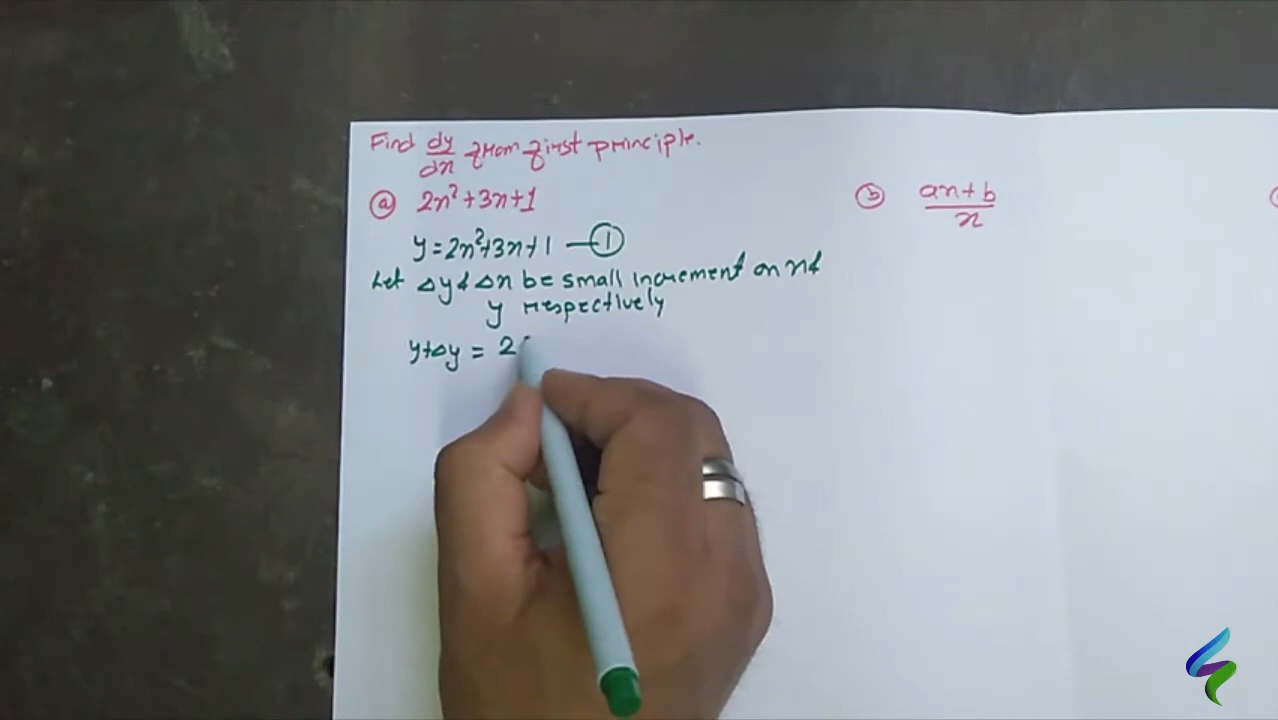 Find dy/dx from first principle.
ⓐ 2x²+3x+1
ⓑ ax+b/x
y=2x²+3x+1 —①
Let Δy & Δx be small increment on x &
y respectively
y+Δy = 2